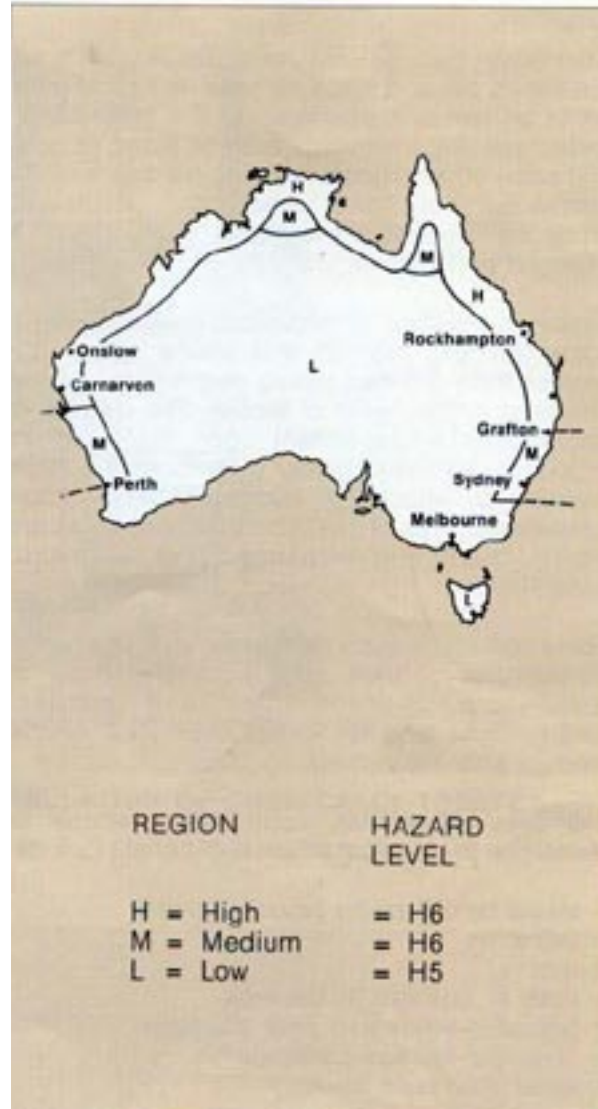 H
M
M
H
Rockhampton
Onslow
L
Carnarvon
Grafton
M
M
Perth
Sydney
Melbourne
L
REGION HAZARD
LEVEL
H = High = H6
M = Medium = H6
L = Low = H5